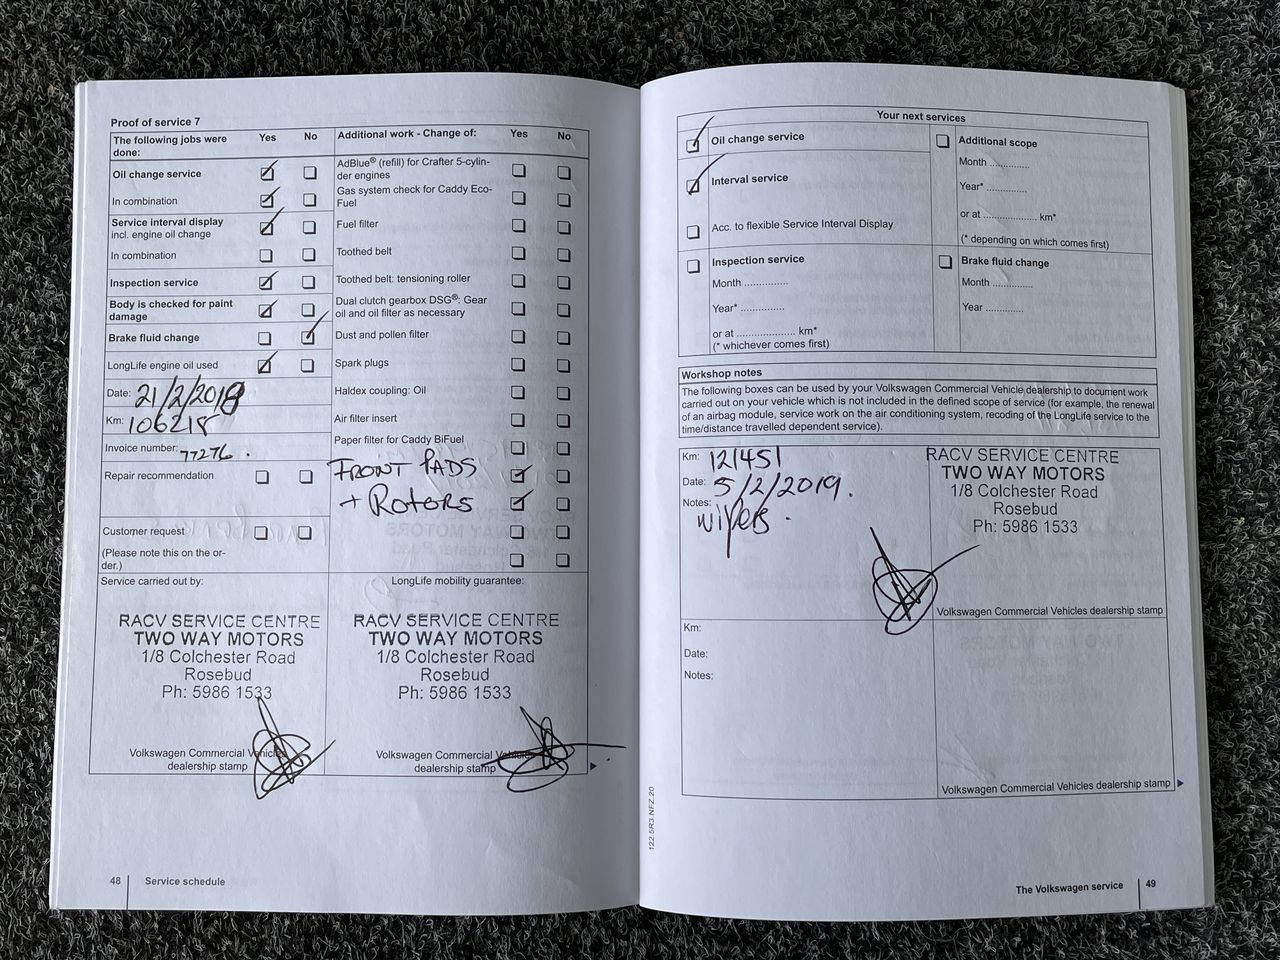 Proof of service 7
The following jobs were done: Yes No
Oil change service
In combination
Service interval display
incl. engine oil change
In combination
Inspection service
Body is checked for paint
damage
Brake fluid change
LongLife engine oil used
Date: 21/2/2018
Km: 106218
Invoice number: 77276.
Repair recommendation
Customer request
(Please note this on the or-
der.)
Additional work - Change of: Yes No
AdBlue® (refill) for Crafter 5-cylin-
der engines
Gas system check for Caddy Eco-
Fuel
Fuel filter
Toothed belt
Toothed belt: tensioning roller
Dual clutch gearbox DSG®: Gear
oil and oil filter as necessary
Dust and pollen filter
Spark plugs
Haldex coupling: Oil
Air filter insert
Paper filter for Caddy BiFuel
FRONT PADS
+ ROTORS
Service carried out by:
RACV SERVICE CENTRE
TWO WAY MOTORS
1/8 Colchester Road
Rosebud
Ph: 5986 1533
Volkswagen Commercial Vehicles
dealership stamp
LongLife mobility guarantee:
RACV SERVICE CENTRE
TWO WAY MOTORS
1/8 Colchester Road
Rosebud
Ph: 5986 1533
Volkswagen Commercial Vehicles
dealership stamp
48 Service schedule
Your next services
Oil change service
Interval service
Acc. to flexible Service Interval Display
Inspection service
Month ...............
Year* ...............
or at .................... km*
(* whichever comes first)
Additional scope
Month .............
Year* .............
or at .................. km*
(* depending on which comes first)
Brake fluid change
Month .............
Year .............
Workshop notes
The following boxes can be used by your Volkswagen Commercial Vehicle dealership to document work
carried out on your vehicle which is not included in the defined scope of service (for example, the renewal
of an airbag module, service work on the air conditioning system, recoding of the LongLife service to the
time/distance travelled dependent service).
Km: 121451
Date: 5/2/2019.
Notes: wipers.
RACV SERVICE CENTRE
TWO WAY MOTORS
1/8 Colchester Road
Rosebud
Ph: 5986 1533
Volkswagen Commercial Vehicles dealership stamp
Km:
Date:
Notes:
Volkswagen Commercial Vehicles dealership stamp
122.5R3.NFZ.20
The Volkswagen service 49